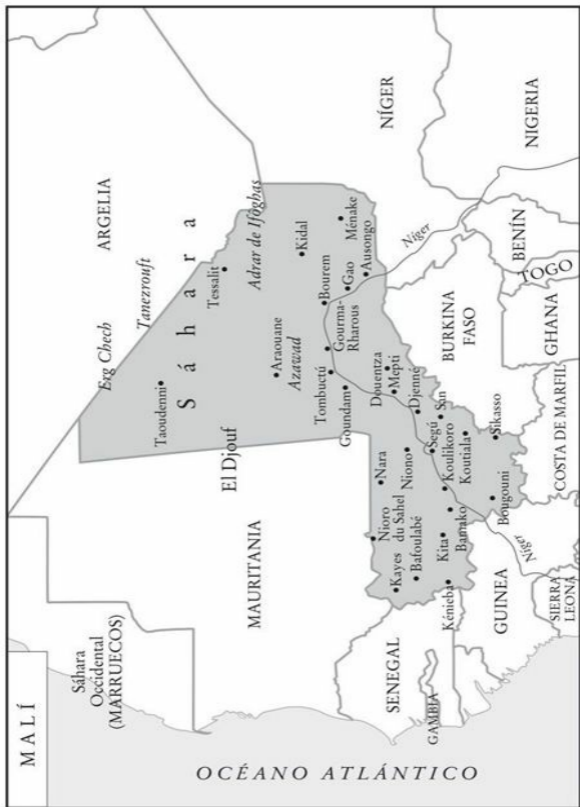 MALÍ
Sáhara
Occidental
(MARRUECOS)
MAURITANIA
El Djouf
Erg Chech
Tanezrouft
ARGELIA
Sáhara
Taoudenni
Tessalit
Adrar de Ifoghas
Araouane
Azawad
Kidal
Tombuctú
Goundam
Gourma-
Rharous
Bourem
Gao
Ausongo
Ménake
NÍGER
Níger
Nara
Nioro
du Sahel
Niono
Douentza
Mepti
Djenné
San
Kayes
Bafoulabé
Kita
Segú
Koulikoro
Koutiala
Sikasso
Kénieba
Bamako
Bougouni
Níger
SENEGAL
GAMBIA
GUINEA
SIERRA
LEONA
COSTA DE MARFIL
BURKINA
FASO
GHANA
TOGO
BENÍN
NIGERIA
OCÉANO ATLÁNTICO